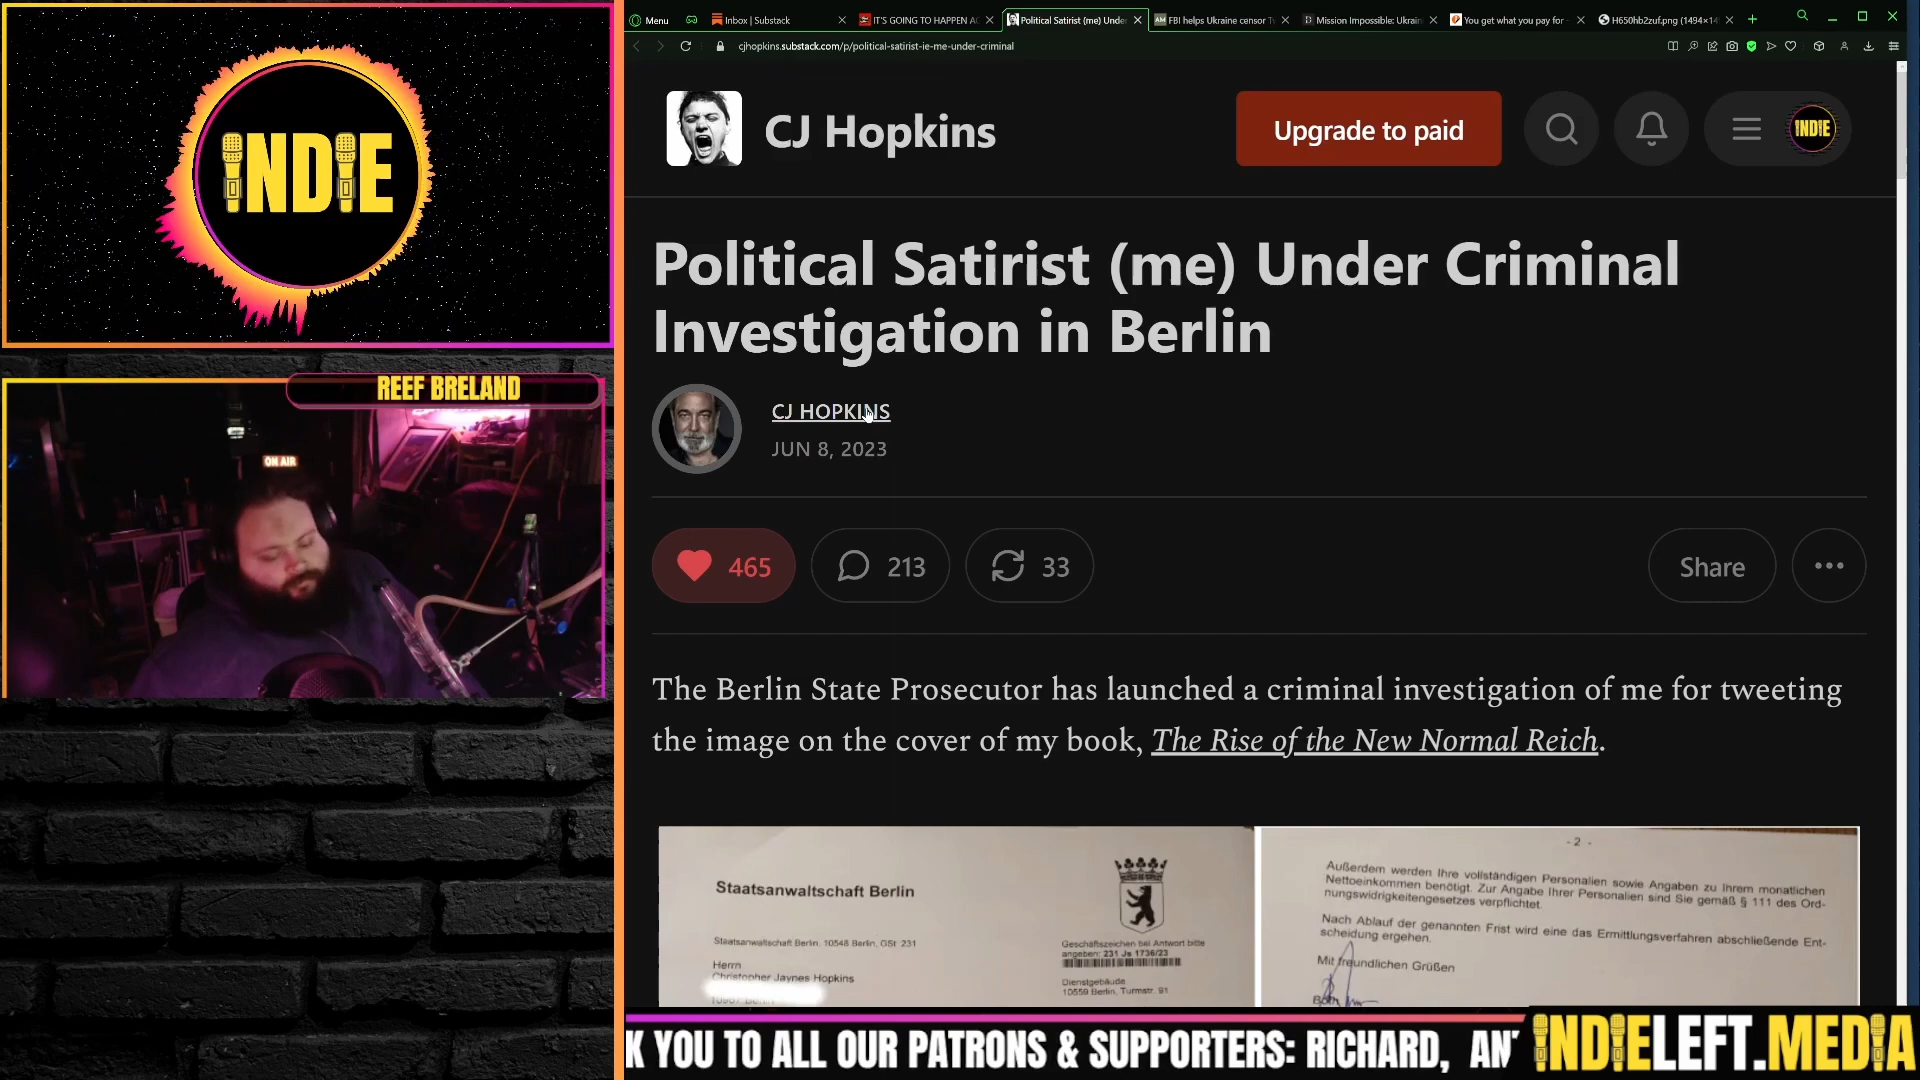 INDIE
REEF BRELAND
ON AIR
Menu
Inbox | Substack
IT'S GOING TO HAPPEN AG
Political Satirist (me) Under
FBI helps Ukraine censor Tw
Mission Impossible: Ukrain
You get what you pay for
H650hb2zuf.png (1494×14
cjhopkins.substack.com/p/political-satirist-ie-me-under-criminal
CJ Hopkins
Upgrade to paid
INDIE
Political Satirist (me) Under Criminal
Investigation in Berlin
CJ HOPKINS
JUN 8, 2023
465
213
33
Share
The Berlin State Prosecutor has launched a criminal investigation of me for tweeting
the image on the cover of my book, The Rise of the New Normal Reich.
Staatsanwaltschaft Berlin
Staatsanwaltschaft Berlin, 10548 Berlin, GSt. 231
Herrn
Christopher Jaynes Hopkins
Geschäftszeichen bei Antwort bitte
angeben: 231 Js 1736/23
Dienstgebäude
10559 Berlin, Turmstr. 91
- 2 -
Außerdem werden Ihre vollständigen Personalien sowie Angaben zu Ihrem monatlichen
Nettoeinkommen benötigt. Zur Angabe Ihrer Personalien sind Sie gemäß § 111 des Ord-
nungswidrigkeitengesetzes verpflichtet.
Nach Ablauf der genannten Frist wird eine das Ermittlungsverfahren abschließende Ent-
scheidung ergehen.
Mit freundlichen Grüßen
K YOU TO ALL OUR PATRONS & SUPPORTERS: RICHARD, AN
INDIELEFT.MEDIA